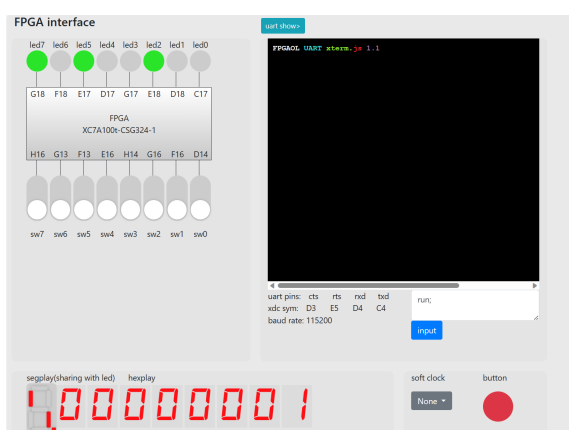 FPGA interface
uart show>
led7 led6 led5 led4 led3 led2 led1 led0
G18 F18 E17 D17 G17 E18 D18 C17
FPGA
XC7A100t-CSG324-1
H16 G13 F13 E16 H14 G16 F16 D14
sw7 sw6 sw5 sw4 sw3 sw2 sw1 sw0
FPGAOL UART xterm.js 1.1
uart pins: cts rts rxd txd
xdc sym: D3 E5 D4 C4
baud rate: 115200
run;
input
segplay(sharing with led) hexplay
00000001
soft clock button
None